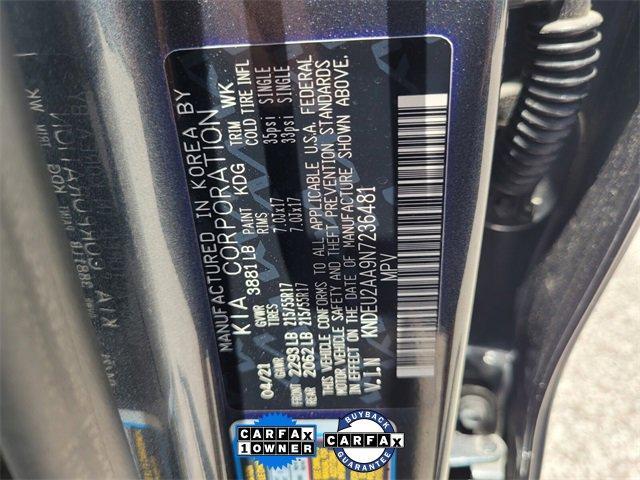 MANUFACTURED IN KOREA BY
KIA CORPORATION
04/21 GVWR 3881LB PAINT KDG TRIM WK
GAWR TIRES RIMS COLD TIRE INFL
FRONT 2293LB 215/55R17 7.0Jx17 35psi SINGLE
REAR 2062LB 215/55R17 7.0Jx17 33psi SINGLE
THIS VEHICLE CONFORMS TO ALL APPLICABLE U.S.A. FEDERAL
MOTOR VEHICLE SAFETY AND THEFT PREVENTION STANDARDS
IN EFFECT ON THE DATE OF MANUFACTURE SHOWN ABOVE.
V.I.N KNDEU2AA9N7236481
MPV
CARFAX
1 OWNER
BUYBACK
CARFAX
GUARANTEE